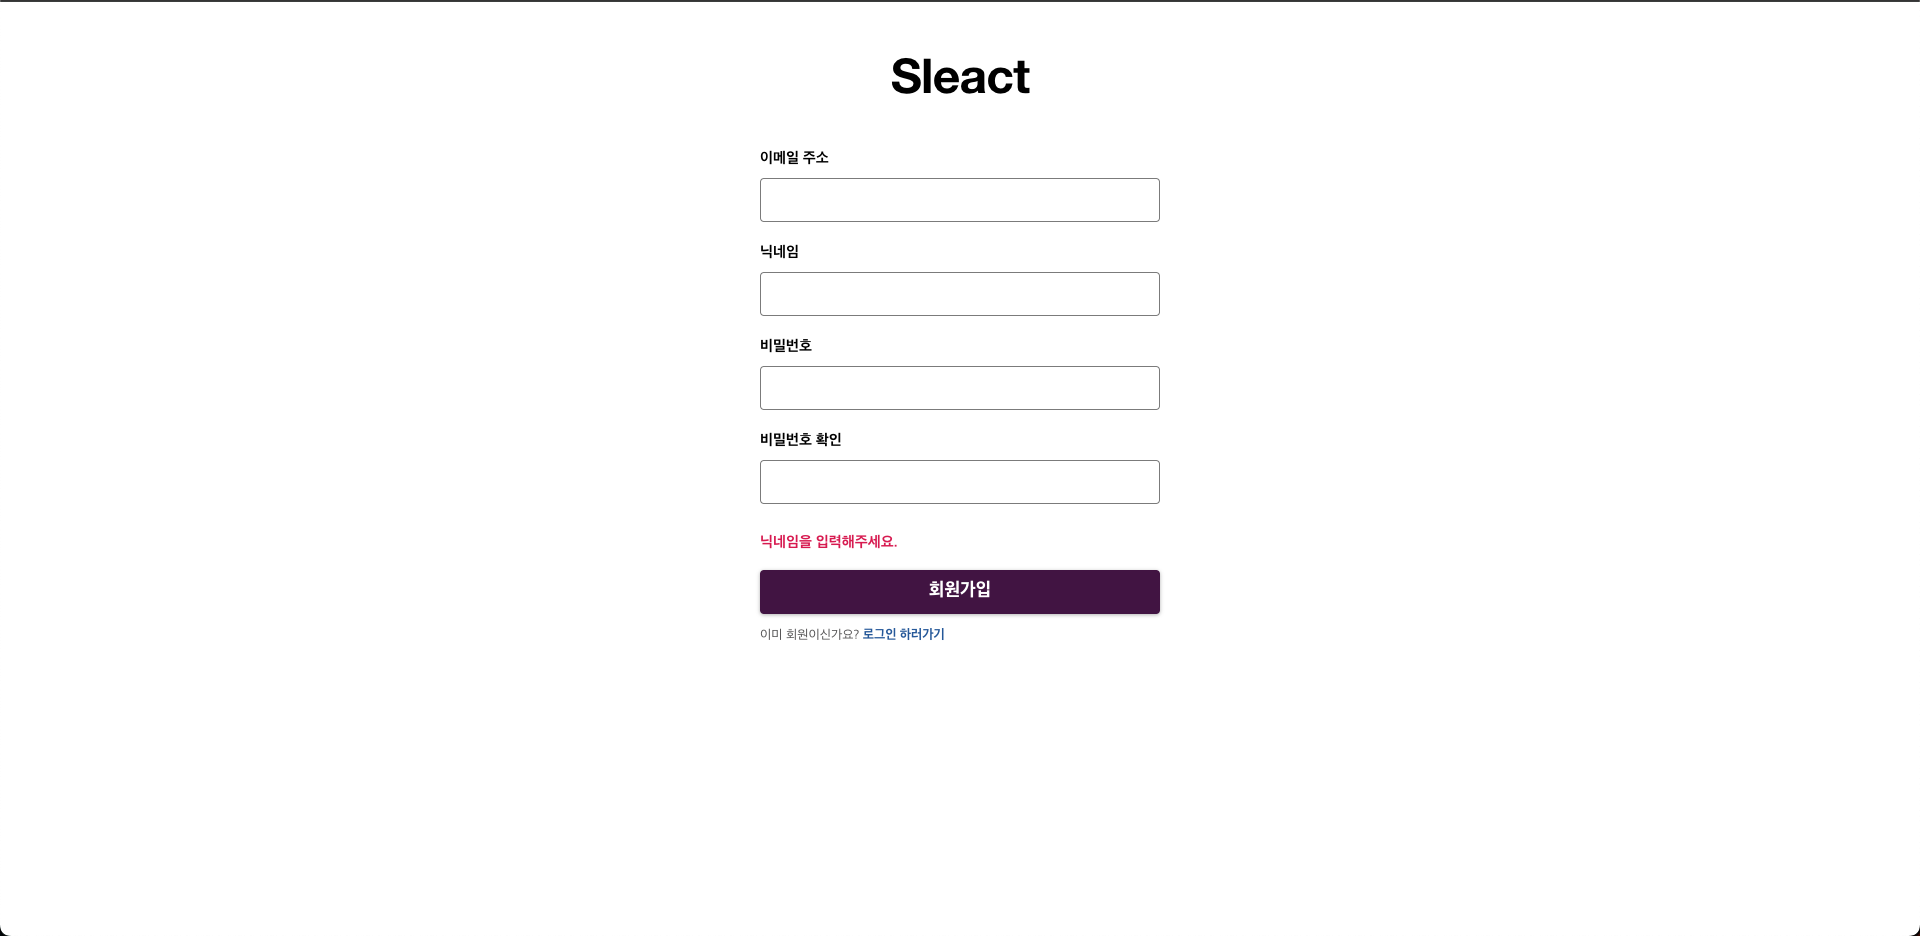 Sleact
이메일 주소
닉네임
비밀번호
비밀번호 확인
닉네임을 입력해주세요.
회원가입
이미 회원이신가요? 로그인 하러가기